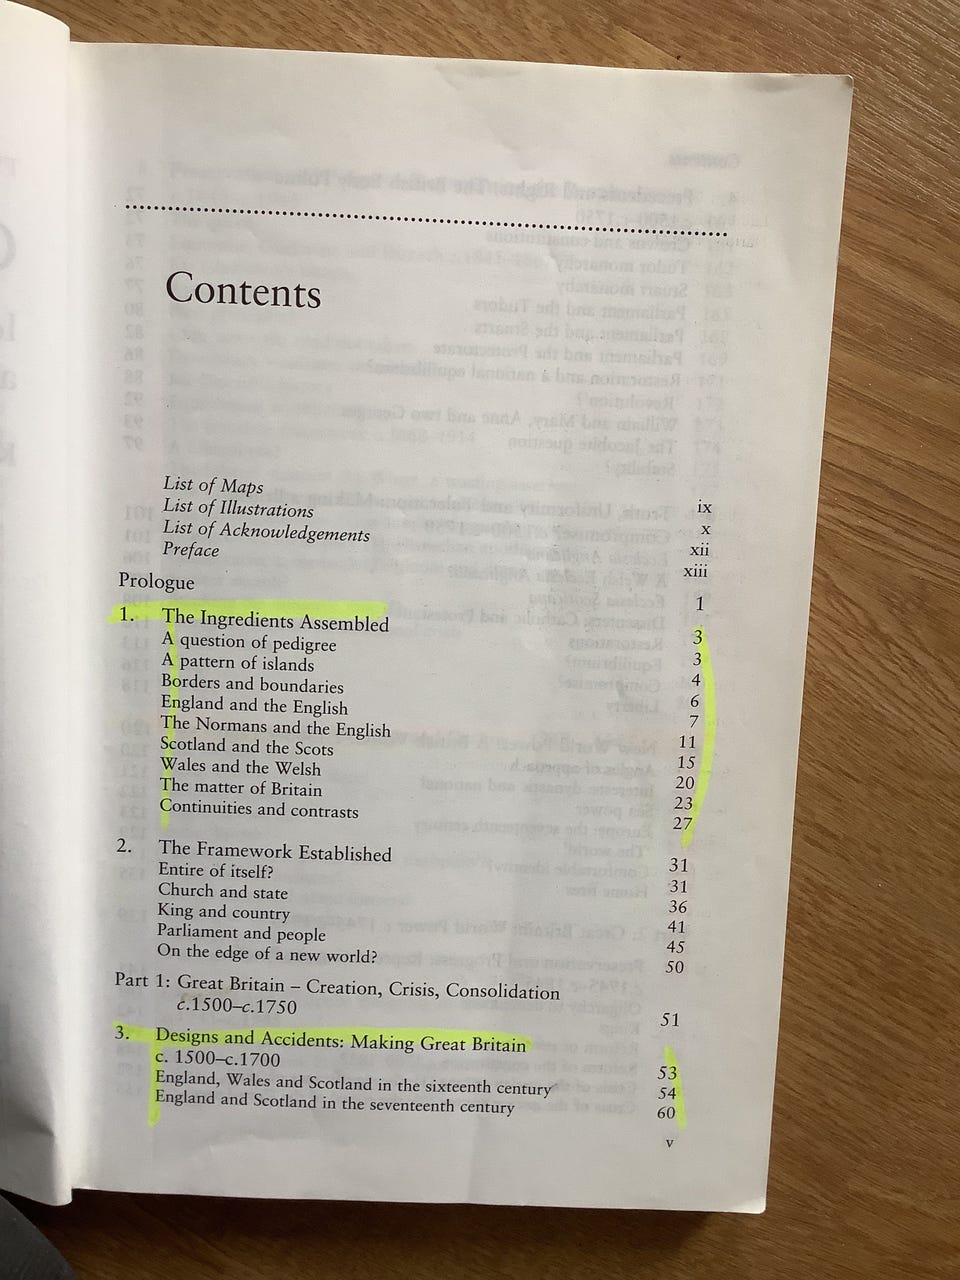 Contents
List of Maps ix
List of Illustrations x
List of Acknowledgements xii
Preface xiii
Prologue 1
1. The Ingredients Assembled 3
A question of pedigree 3
A pattern of islands 4
Borders and boundaries 6
England and the English 7
The Normans and the English 11
Scotland and the Scots 15
Wales and the Welsh 20
The matter of Britain 23
Continuities and contrasts 27
2. The Framework Established 31
Entire of itself? 31
Church and state 36
King and country 41
Parliament and people 45
On the edge of a new world? 50
Part 1: Great Britain – Creation, Crisis, Consolidation
c.1500–c.1750 51
3. Designs and Accidents: Making Great Britain
c. 1500–c.1700 53
England, Wales and Scotland in the sixteenth century 54
England and Scotland in the seventeenth century 60
v